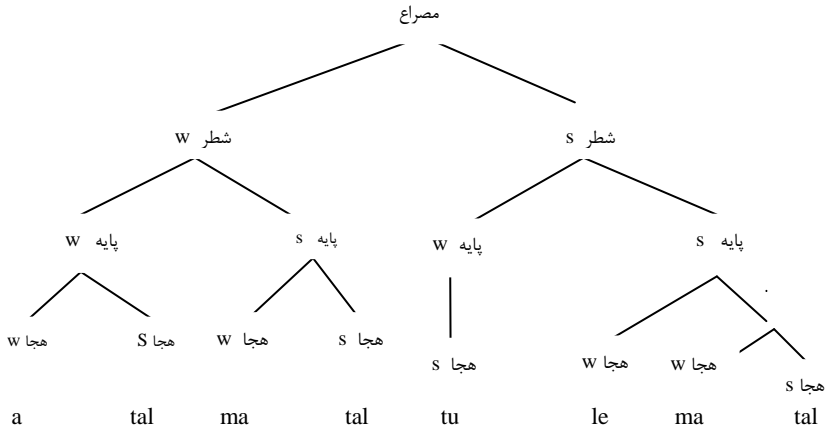 مصراع
شطر w شطر s
پایه w پایه s پایه w پایه s
هجا w هجا S هجا w هجا s هجا s هجا w هجا w هجا s
a tal ma tal tu le ma tal